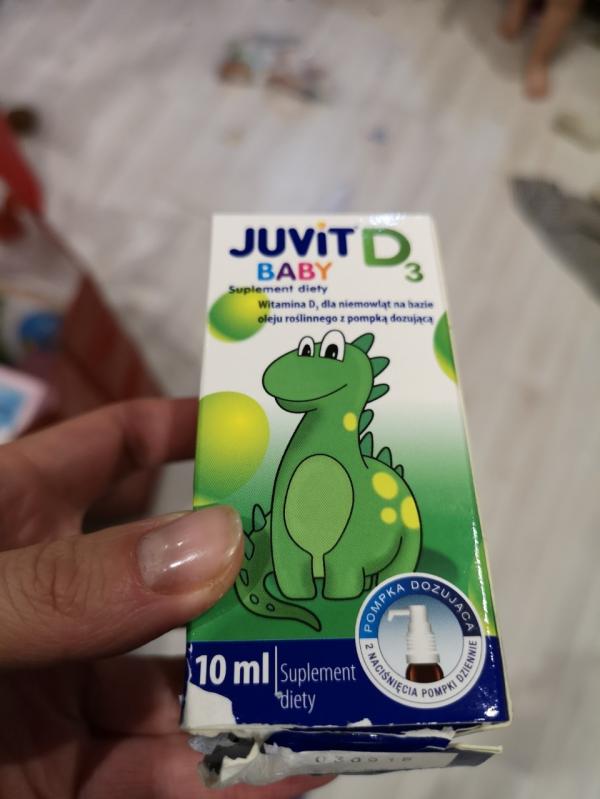 JUVIT D3
BABY
Suplement diety
Witamina D3 dla niemowląt na bazie
oleju roślinnego z pompką dozującą
POMPKA DOZUJĄCA
2 NACIŚNIĘCIA POMPKI DZIENNIE
10 ml
Suplement
diety